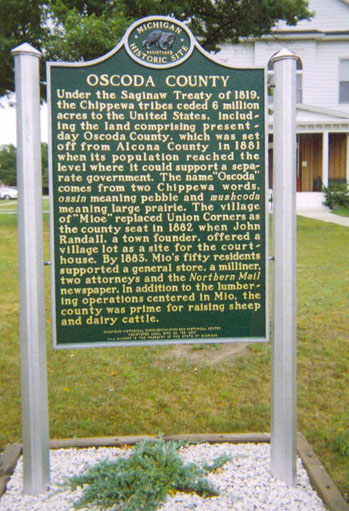 MICHIGAN
REGISTERED
HISTORIC SITE
OSCODA COUNTY
Under the Saginaw Treaty of 1819,
the Chippewa tribes ceded 6 million
acres to the United States, includ-
ing the land comprising present-
day Oscoda County, which was set
off from Alcona County in 1881
when its population reached the
level where it could support a sepa-
rate government. The name "Oscoda"
comes from two Chippewa words,
ossin meaning pebble and mushcoda
meaning large prairie. The village
of "Mioe" replaced Union Corners as
the county seat in 1882 when John
Randall, a town founder, offered a
village lot as a site for the court-
house. By 1883, Mio's fifty residents
supported a general store, a milliner,
two attorneys and the Northern Mail
newspaper. In addition to the lumber-
ing operations centered in Mio, the
county was prime for raising sheep
and dairy cattle.